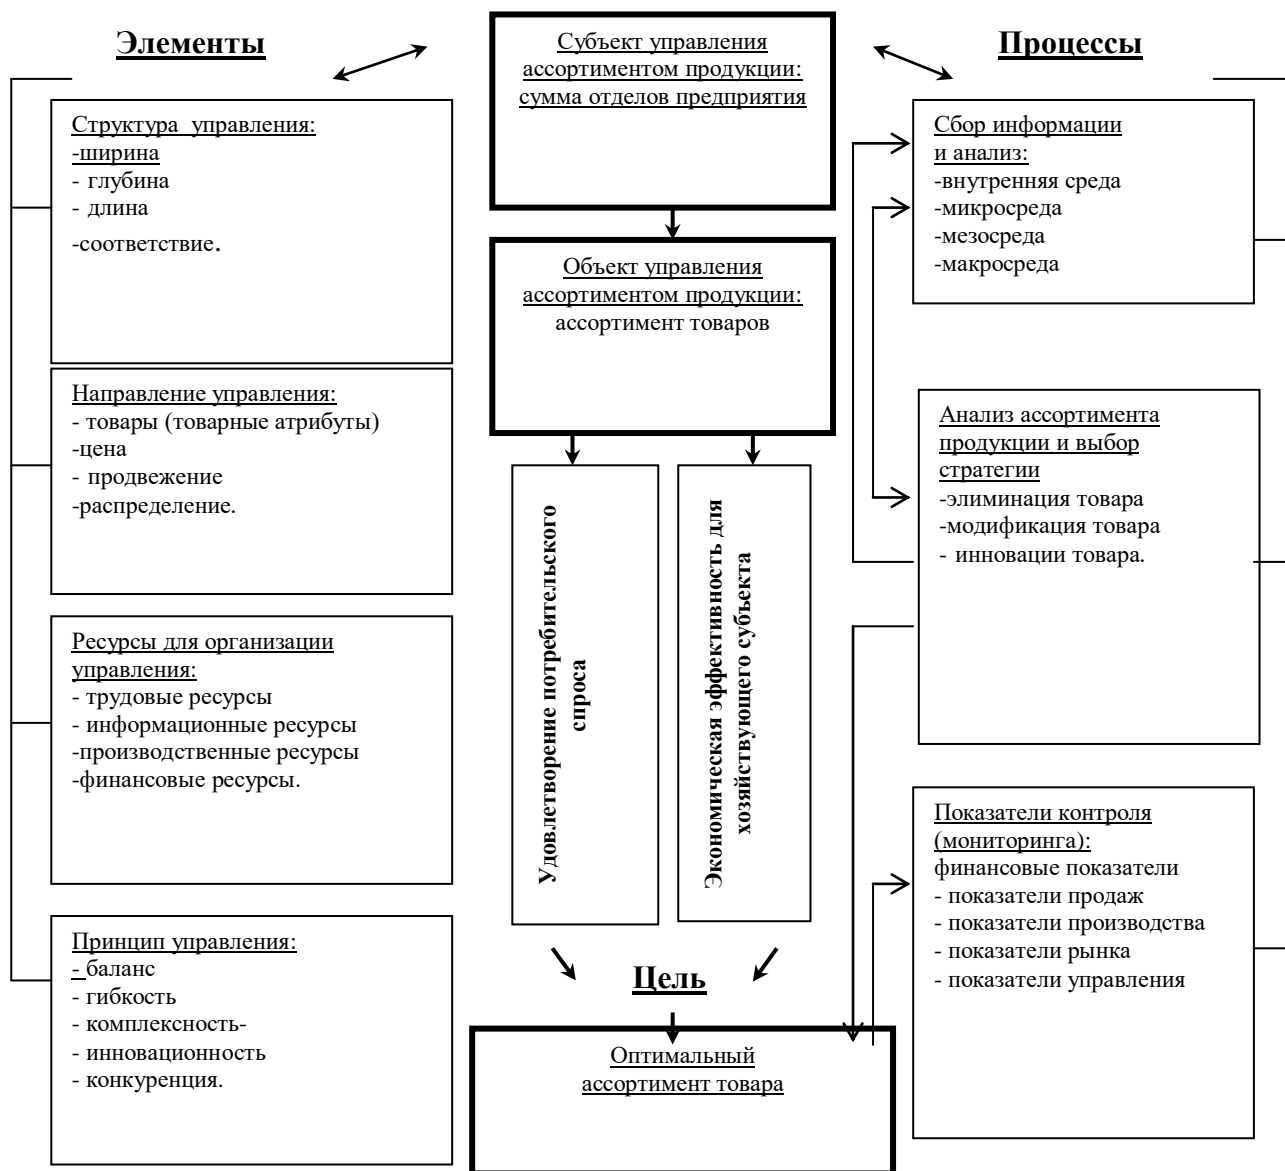 Элементы
Структура управления:
-ширина
- глубина
- длина
-соответствие.
Направление управления:
- товары (товарные атрибуты)
-цена
- продвежение
-распределение.
Ресурсы для организации
управления:
- трудовые ресурсы
- информационные ресурсы
-производственные ресурсы
-финансовые ресурсы.
Принцип управления:
- баланс
- гибкость
- комплексность-
- инновационность
- конкуренция.
Субъект управления
ассортиментом продукции:
сумма отделов предприятия
Объект управления
ассортиментом продукции:
ассортимент товаров
Удовлетворение потребительского
спроса
Экономическая эффективность для
хозяйствующего субъекта
Цель
Оптимальный
ассортимент товара
Процессы
Сбор информации
и анализ:
-внутренняя среда
-микросреда
-мезосреда
-макросреда
Анализ ассортимента
продукции и выбор
стратегии
-элиминация товара
-модификация товара
- инновации товара.
Показатели контроля
(мониторинга):
финансовые показатели
- показатели продаж
- показатели производства
- показатели рынка
- показатели управления